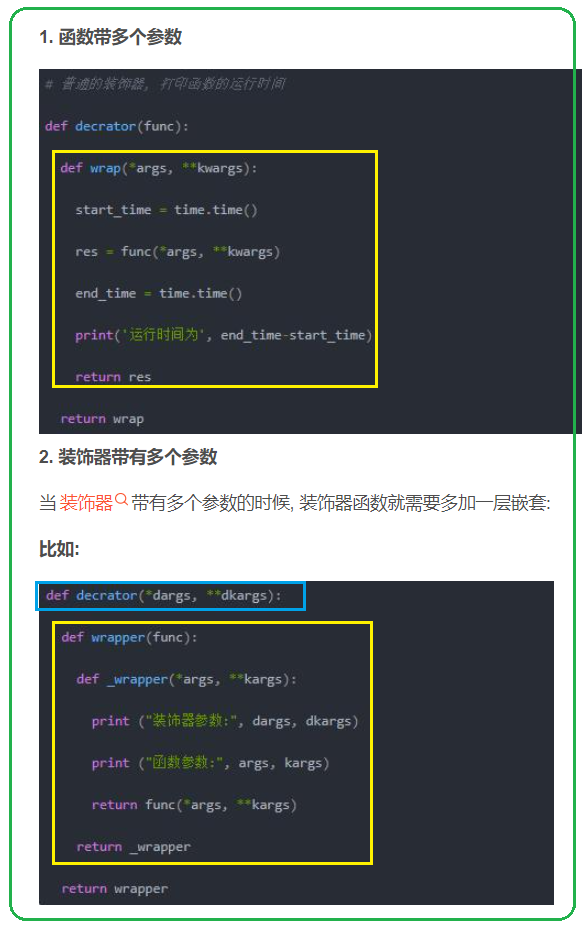 1. 函数带多个参数
# 普通的装饰器, 打印函数的运行时间
def decrator(func):
def wrap(*args, **kwargs):
start_time = time.time()
res = func(*args, **kwargs)
end_time = time.time()
print('运行时间为', end_time-start_time)
return res
return wrap
2. 装饰器带有多个参数
当 装饰器 带有多个参数的时候, 装饰器函数就需要多加一层嵌套:
比如:
def decrator(*dargs, **dkargs):
def wrapper(func):
def _wrapper(*args, **kargs):
print ("装饰器参数:", dargs, dkargs)
print ("函数参数:", args, kargs)
return func(*args, **kargs)
return _wrapper
return wrapper